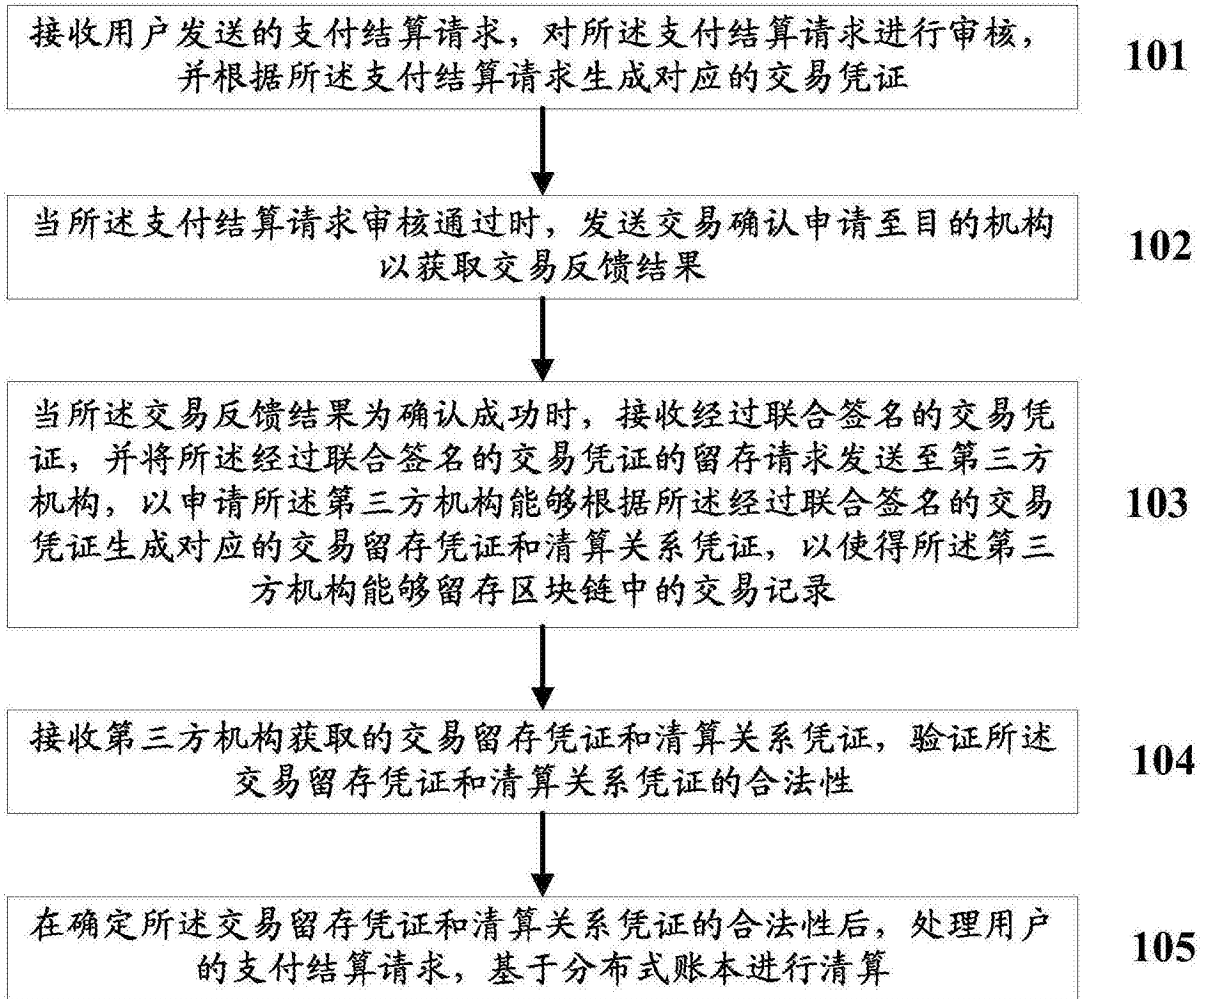 接收用户发送的支付结算请求，对所述支付结算请求进行审核，
并根据所述支付结算请求生成对应的交易凭证
101
当所述支付结算请求审核通过时，发送交易确认申请至目的机构
以获取交易反馈结果
102
当所述交易反馈结果为确认成功时，接收经过联合签名的交易凭
证，并将所述经过联合签名的交易凭证的留存请求发送至第三方
机构，以申请所述第三方机构能够根据所述经过联合签名的交易
凭证生成对应的交易留存凭证和清算关系凭证，以使得所述第三
方机构能够留存区块链中的交易记录
103
接收第三方机构获取的交易留存凭证和清算关系凭证，验证所述
交易留存凭证和清算关系凭证的合法性
104
在确定所述交易留存凭证和清算关系凭证的合法性后，处理用户
的支付结算请求，基于分布式账本进行清算
105